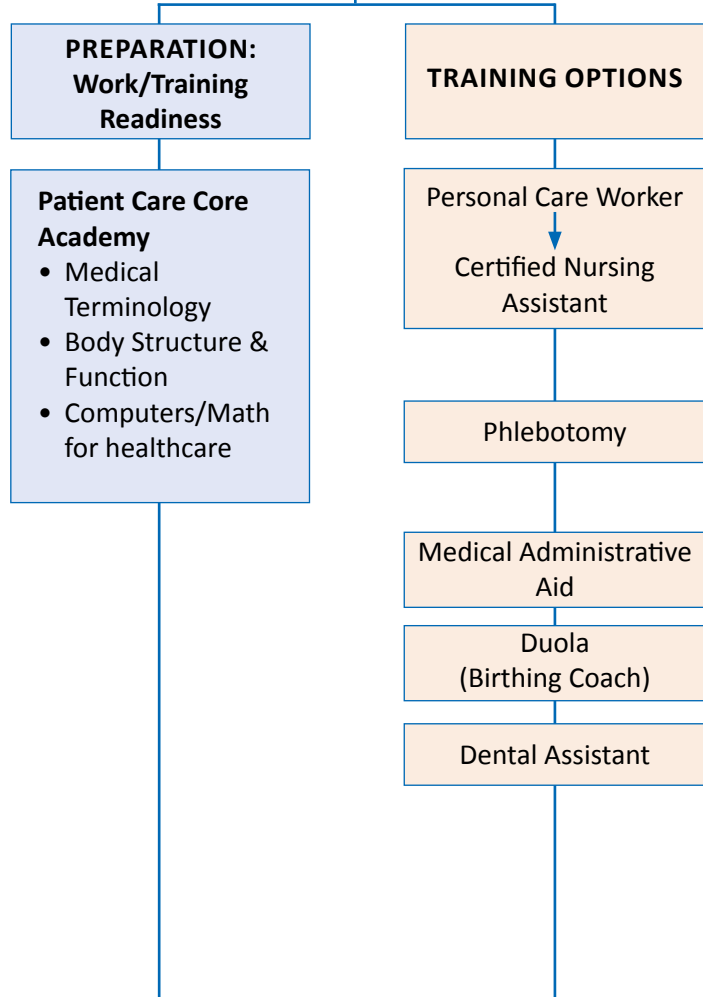 PREPARATION:
Work/Training
Readiness
Patient Care Core
Academy
• Medical
Terminology
• Body Structure &
Function
• Computers/Math
for healthcare
TRAINING OPTIONS
Personal Care Worker
Certified Nursing
Assistant
Phlebotomy
Medical Administrative
Aid
Duola
(Birthing Coach)
Dental Assistant